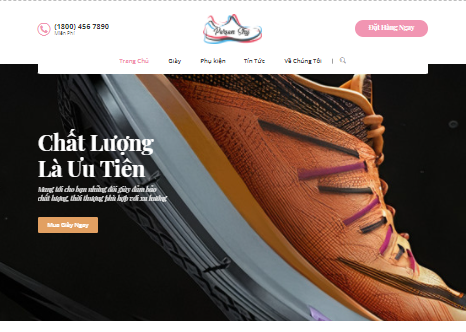 (1800) 456 7890
Miễn Phí
Đặt Hàng Ngay
Trang Chủ
Giày
Phụ kiện
Tin Tức
Về Chúng Tôi
Chất Lượng
Là Ưu Tiên
Mang tới cho bạn những đôi giày đảm bảo
chất lượng, thời thượng phù hợp với xu hướng
Mua Giày Ngay